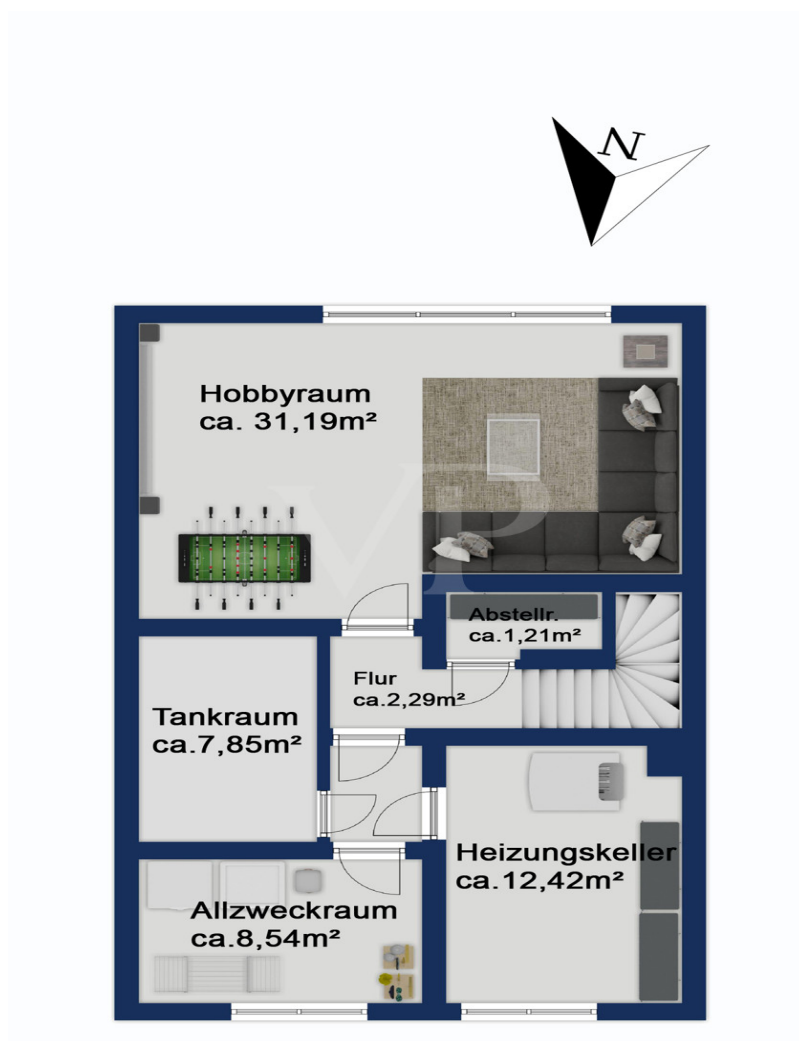 N
Hobbyraum
ca. 31,19m²
VP
Abstellr.
ca.1,21m²
Flur
ca.2,29m²
Tankraum
ca.7,85m²
Heizungskeller
ca.12,42m²
Allzweckraum
ca.8,54m²